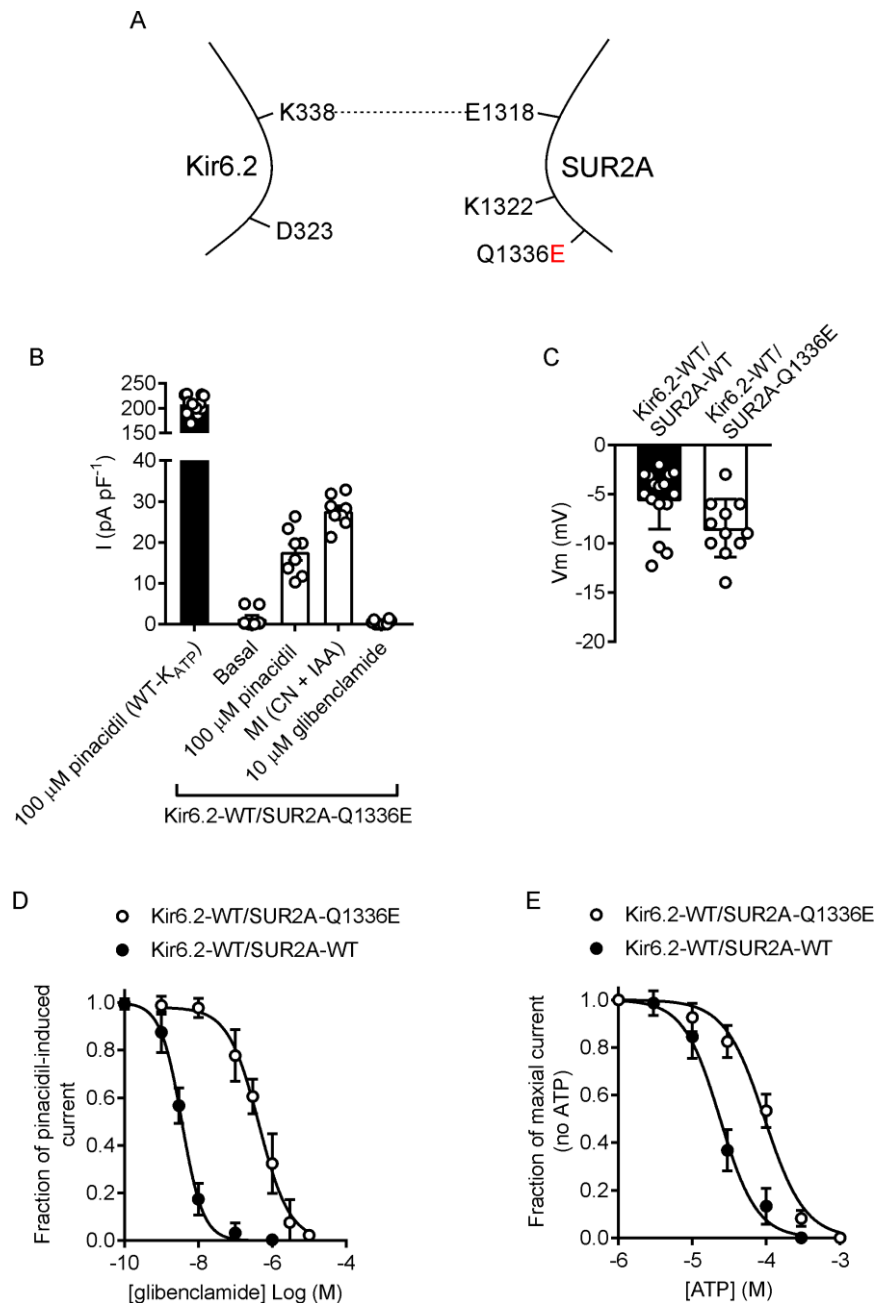 A
K338
E1318
Kir6.2
SUR2A
K1322
D323
Q1336E
B
I (pA pF-1)
250
200
150
40
30
20
10
0
100 μM pinacidil (WT-KATP)
Basal
100 μM pinacidil
MI (CN + IAA)
10 μM glibenclamide
Kir6.2-WT/SUR2A-Q1336E
C
Kir6.2-WT/
SUR2A-WT
Kir6.2-WT/
SUR2A-Q1336E
Vm (mV)
0
-5
-10
-15
-20
D
Kir6.2-WT/SUR2A-Q1336E
Kir6.2-WT/SUR2A-WT
Fraction of pinacidil-induced
current
1.0
0.8
0.6
0.4
0.2
0.0
-10
-8
-6
-4
[glibenclamide] Log (M)
E
Kir6.2-WT/SUR2A-Q1336E
Kir6.2-WT/SUR2A-WT
Fraction of maxial current
(no ATP)
1.0
0.8
0.6
0.4
0.2
0.0
-6
-5
-4
-3
[ATP] (M)